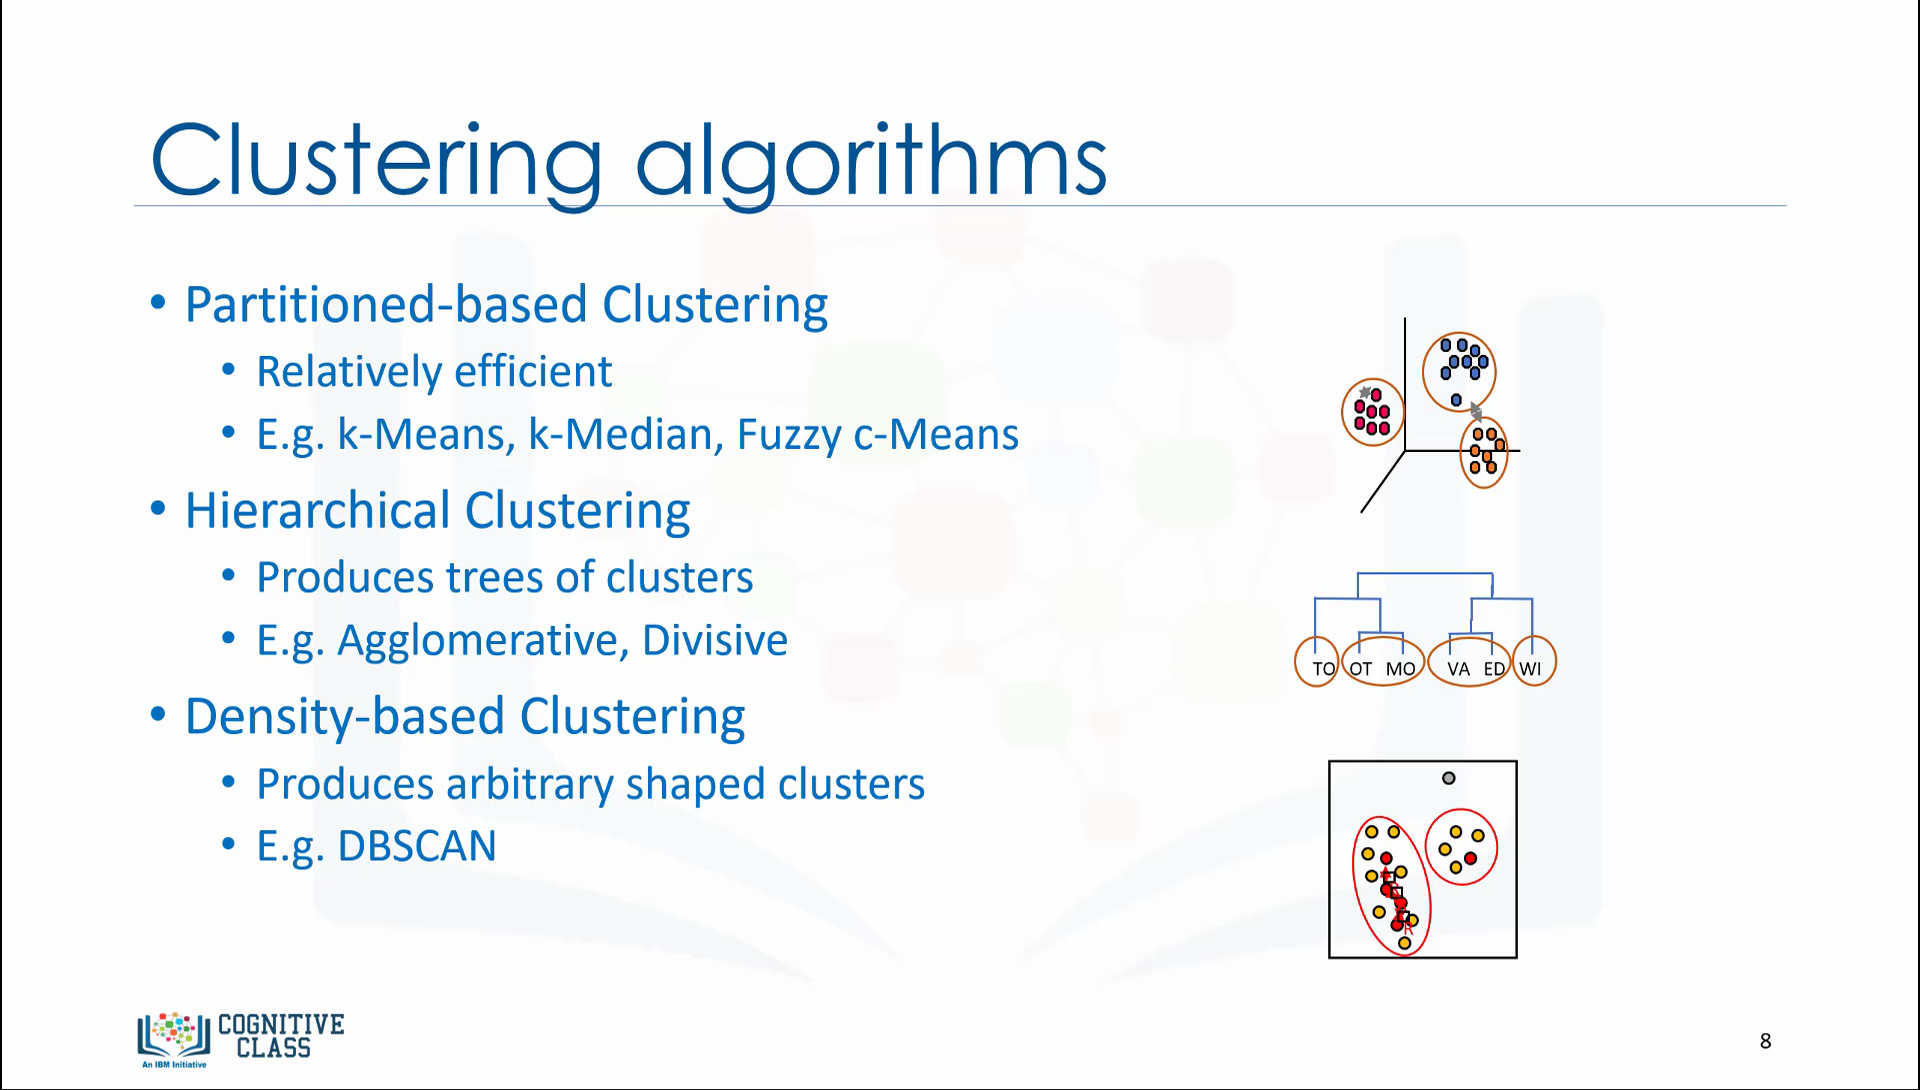 Clustering algorithms
• Partitioned-based Clustering
• Relatively efficient
• E.g. k-Means, k-Median, Fuzzy c-Means
• Hierarchical Clustering
• Produces trees of clusters
• E.g. Agglomerative, Divisive
• Density-based Clustering
• Produces arbitrary shaped clusters
• E.g. DBSCAN
TO OT MO VA ED WI
R
COGNITIVE
CLASS
An IBM Initiative
8